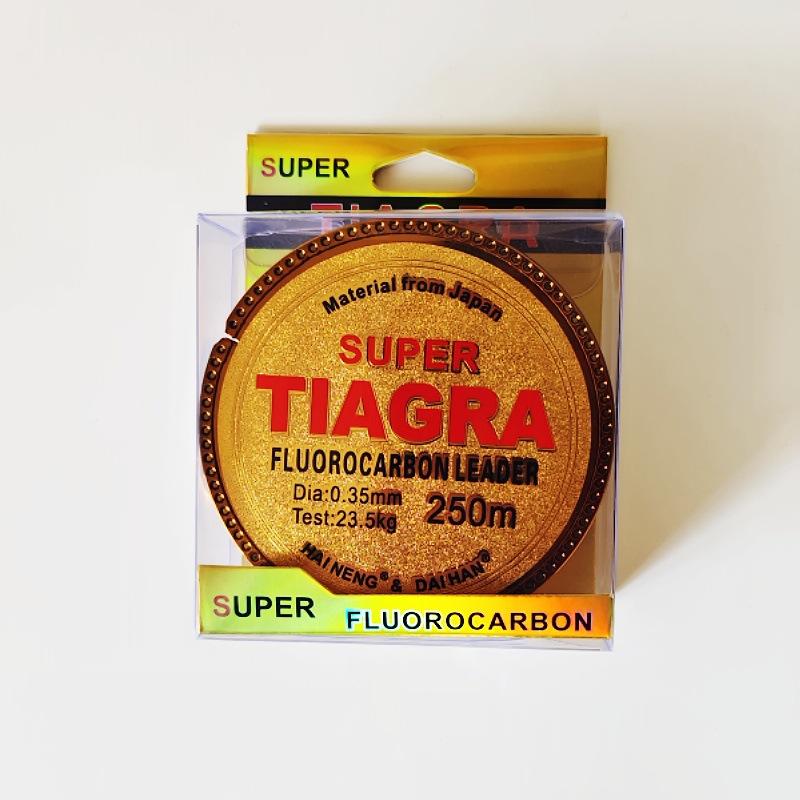 SUPER
TIAGRA
Material from Japan
SUPER
TIAGRA
FLUOROCARBON LEADER
Dia:0.35mm
Test:23.5kg
250m
HAI NENG® & DAI HAN®
SUPER
FLUOROCARBON